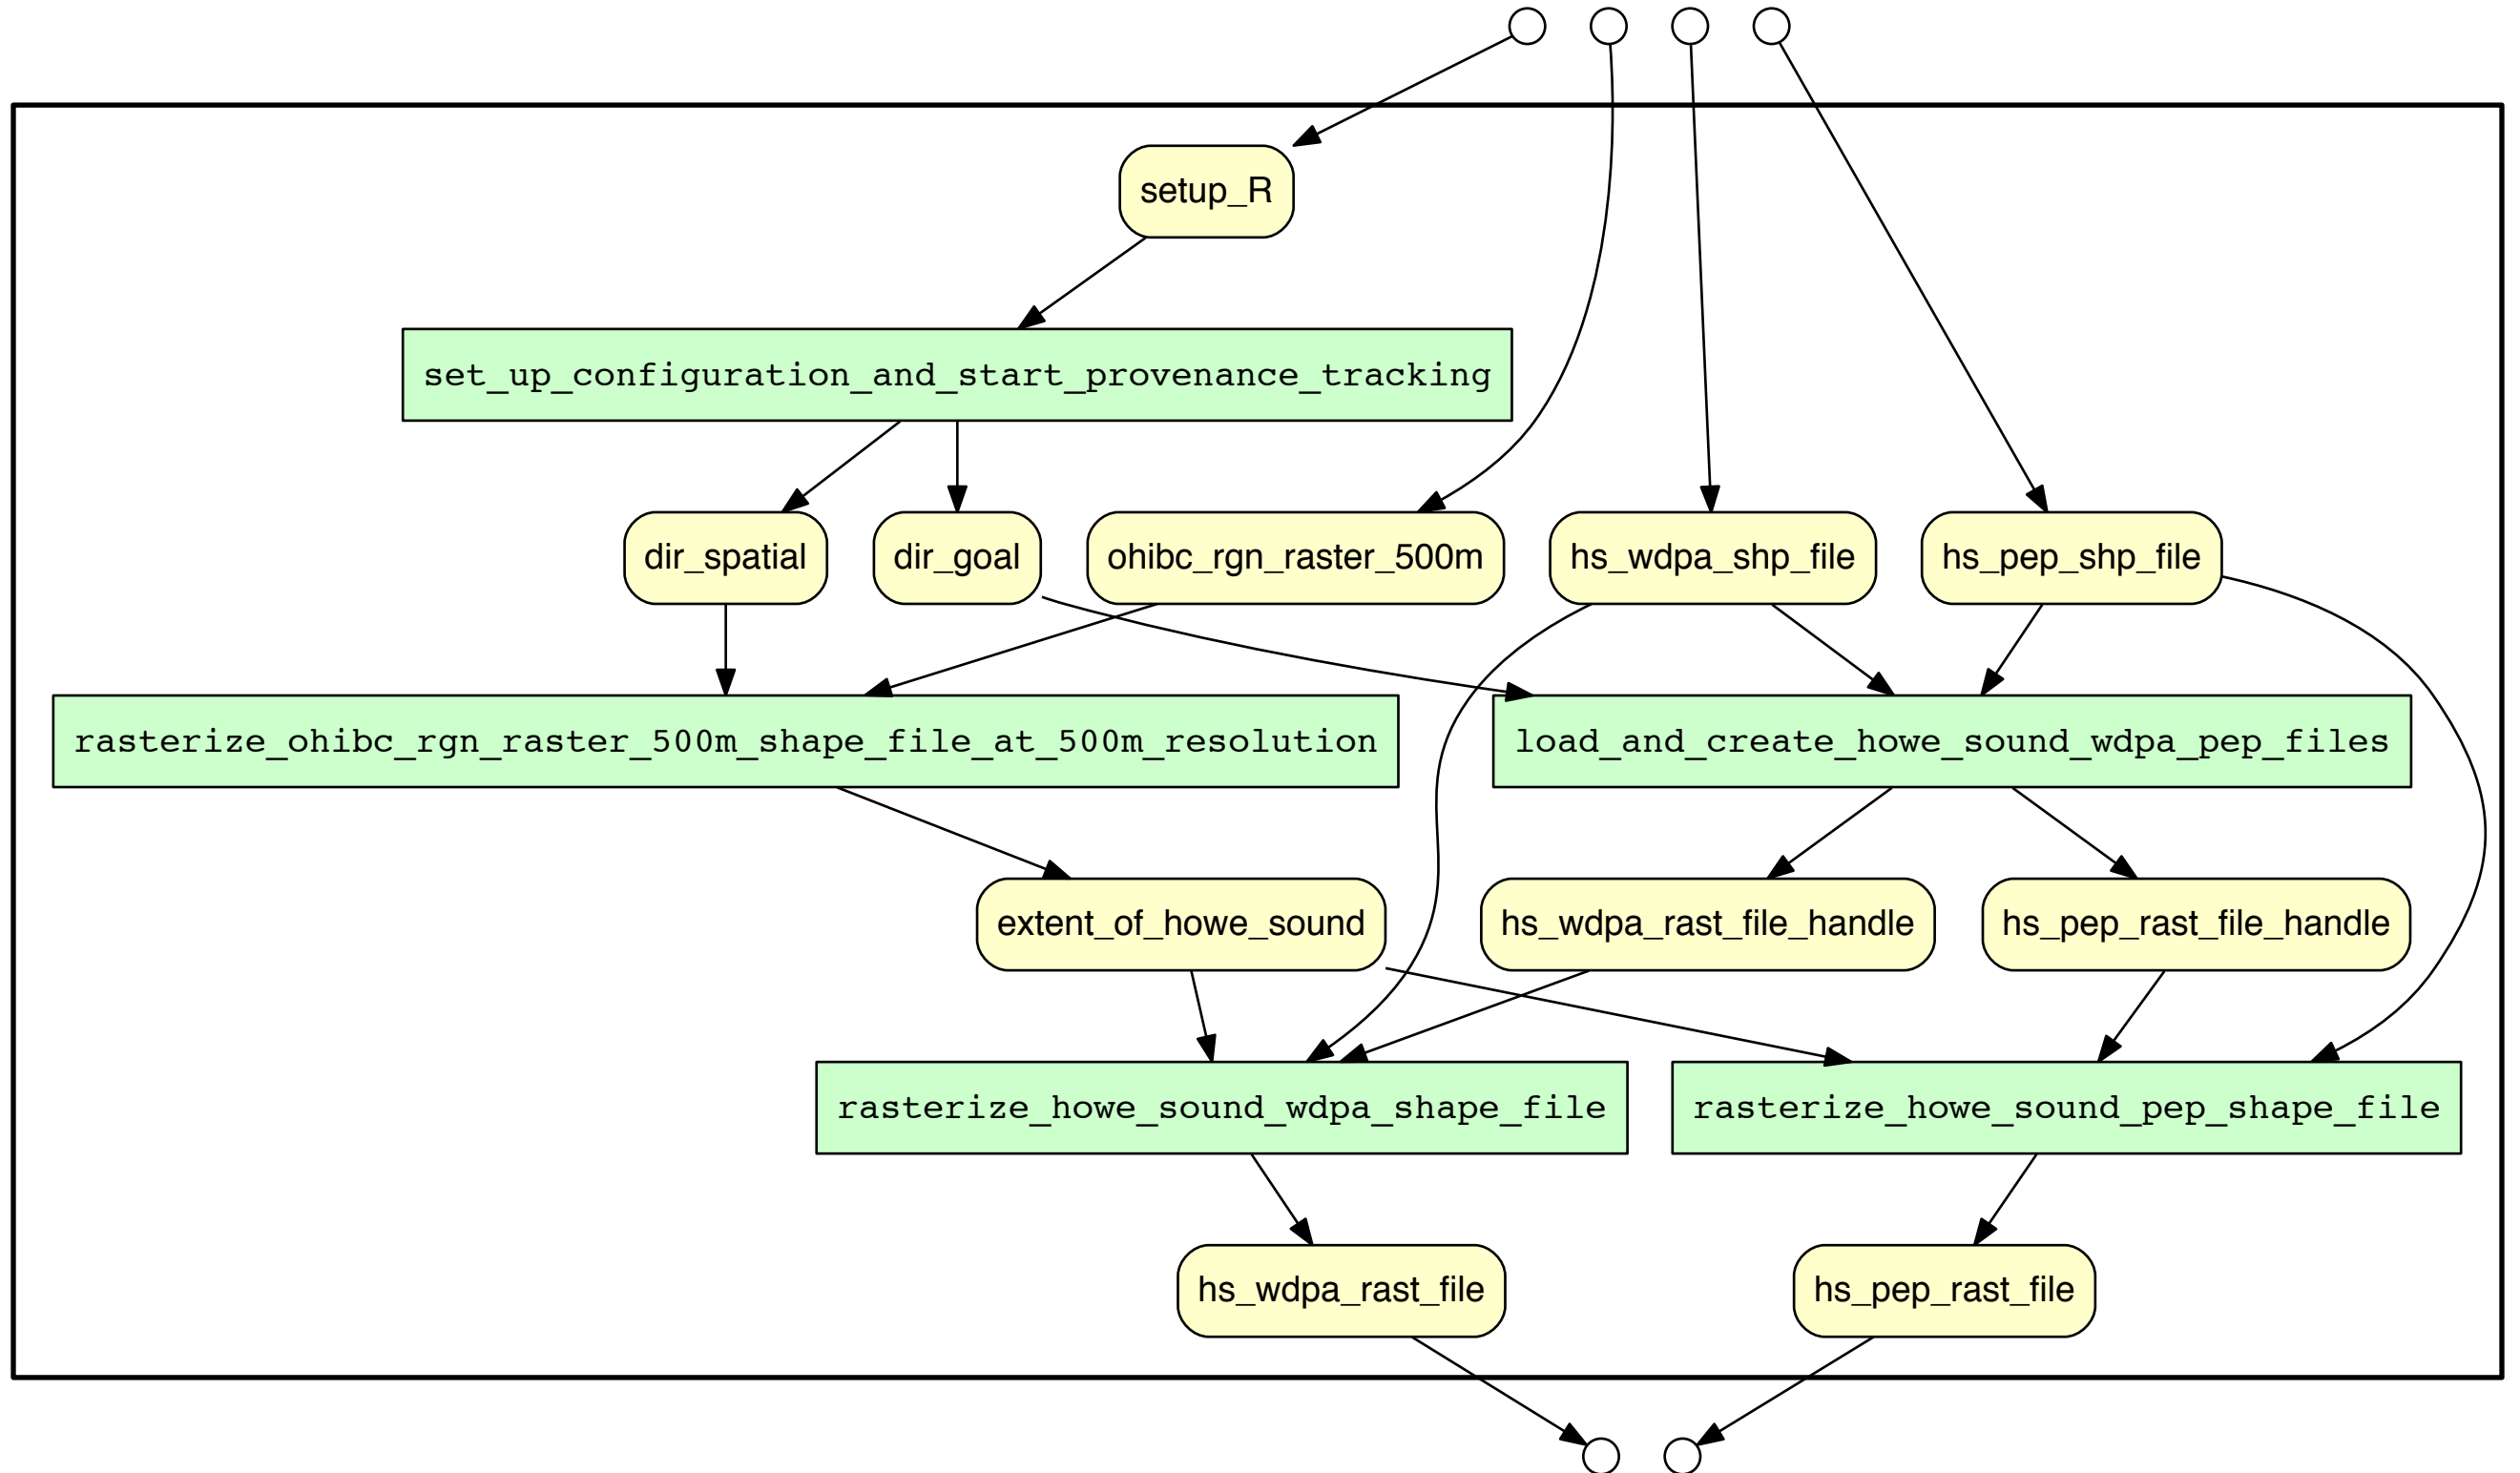 setup_R
set_up_configuration_and_start_provenance_tracking
dir_spatial
dir_goal
ohibc_rgn_raster_500m
hs_wdpa_shp_file
hs_pep_shp_file
rasterize_ohibc_rgn_raster_500m_shape_file_at_500m_resolution
load_and_create_howe_sound_wdpa_pep_files
extent_of_howe_sound
hs_wdpa_rast_file_handle
hs_pep_rast_file_handle
rasterize_howe_sound_wdpa_shape_file
rasterize_howe_sound_pep_shape_file
hs_wdpa_rast_file
hs_pep_rast_file